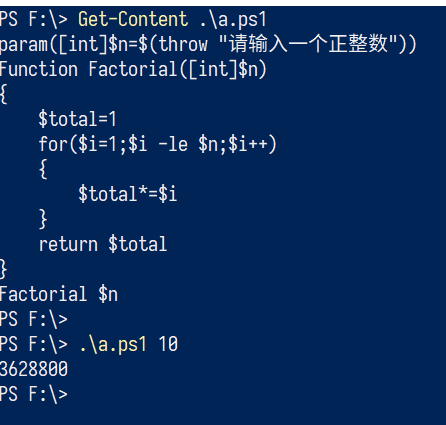 PS F:\> Get-Content .\a.ps1
param([int]$n=$(throw "请输入一个正整数"))
Function Factorial([int]$n)
{
    $total=1
    for($i=1;$i -le $n;$i++)
    {
        $total*=$i
    }
    return $total
}
Factorial $n
PS F:\>
PS F:\> .\a.ps1 10
3628800
PS F:\>